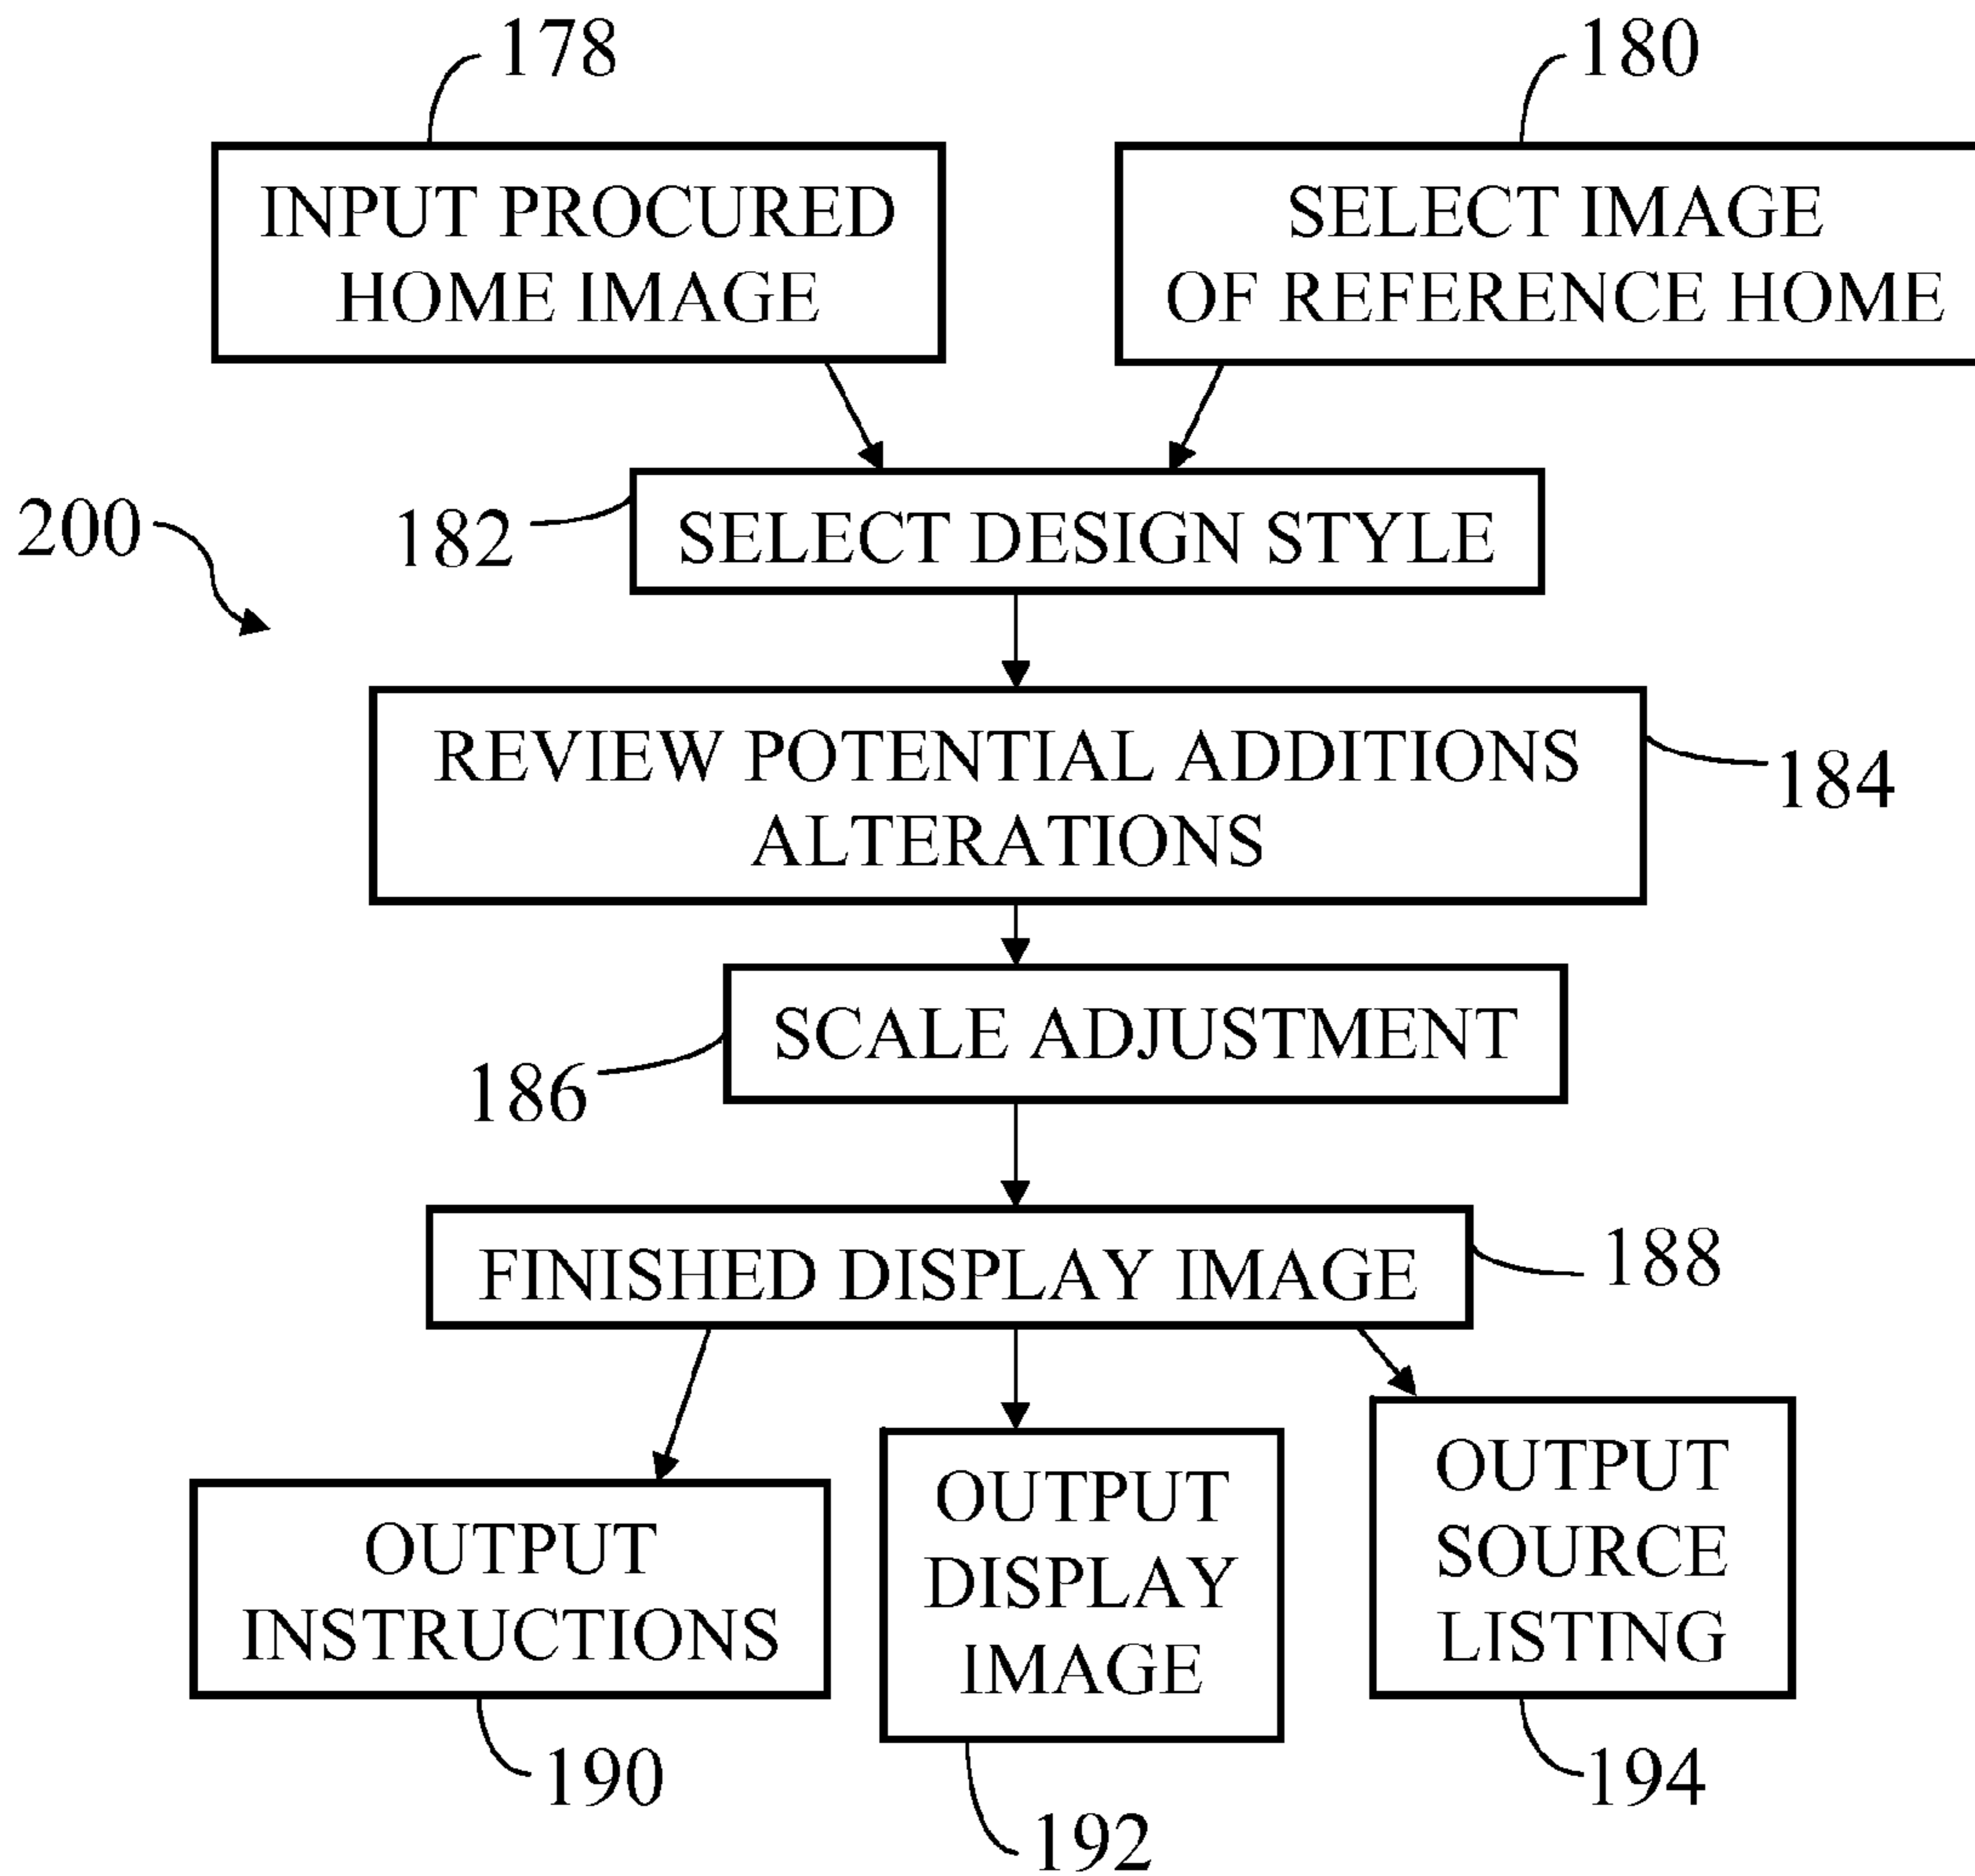 178
180
INPUT PROCURED
HOME IMAGE
SELECT IMAGE
OF REFERENCE HOME
200
182
SELECT DESIGN STYLE
REVIEW POTENTIAL ADDITIONS
ALTERATIONS
184
SCALE ADJUSTMENT
186
FINISHED DISPLAY IMAGE
188
OUTPUT
INSTRUCTIONS
OUTPUT
DISPLAY
IMAGE
OUTPUT
SOURCE
LISTING
190
192
194